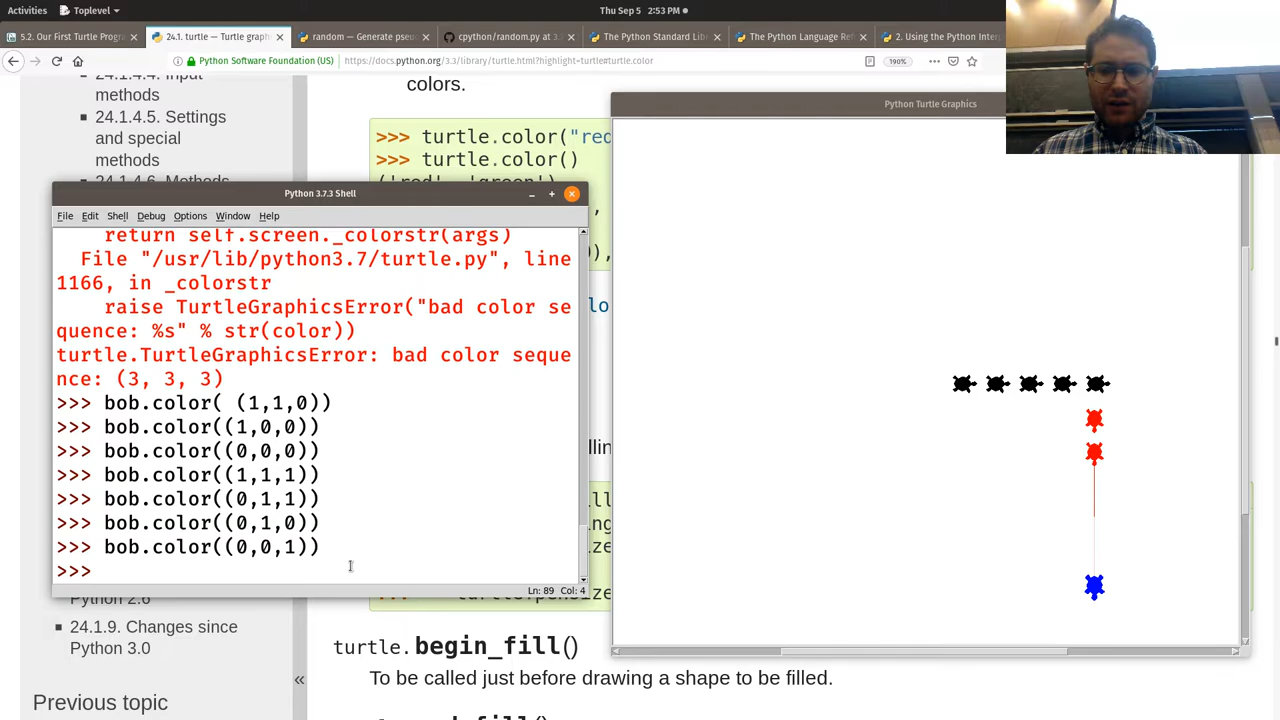 Activities
Toplevel
Thu Sep 5 2:53 PM
5.2. Our First Turtle Prog
24.1. turtle — Turtle graph
random — Generate pseu
cpython/random.py at 3.
The Python Standard Lib
The Python Language Re
2. Using the Python Inter
Python Software Foundation (US)
https://docs.python.org/3.3/library/turtle.html?highlight=turtle#turtle.color
190%
24.1.4.4. Input
methods
24.1.4.5. Settings
and special
methods
24.1.4.6. Methods
colors.
>>> turtle.color("red
>>> turtle.color()
('red', 'green')
Python 3.7.3 Shell
File Edit Shell Debug Options Window Help
return self.screen._colorstr(args)
File "/usr/lib/python3.7/turtle.py", line
1166, in _colorstr
raise TurtleGraphicsError("bad color se
quence: %s" % str(color))
turtle.TurtleGraphicsError: bad color seque
nce: (3, 3, 3)
>>> bob.color( (1,1,0))
>>> bob.color((1,0,0))
>>> bob.color((0,0,0))
>>> bob.color((1,1,1))
>>> bob.color((0,1,1))
>>> bob.color((0,1,0))
>>> bob.color((0,0,1))
>>>
Ln: 89 Col: 4
Python Turtle Graphics
Python 2.6
24.1.9. Changes since
Python 3.0
Previous topic
«
turtle.begin_fill()
To be called just before drawing a shape to be filled.